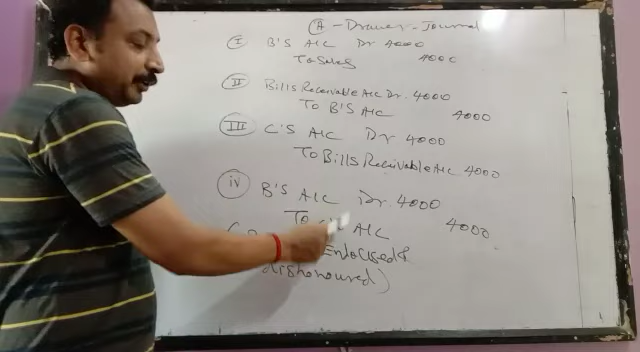 A - Drawer - Journal
I B'S A/C Dr 4000
To Sales 4000
II Bills Receivable A/C Dr. 4000
To B'S A/C 4000
III C'S A/C Dr 4000
To Bills Receivable A/C 4000
IV B'S A/C Dr. 4000
To A/C 4000
( Endorsed &
dishonoured)